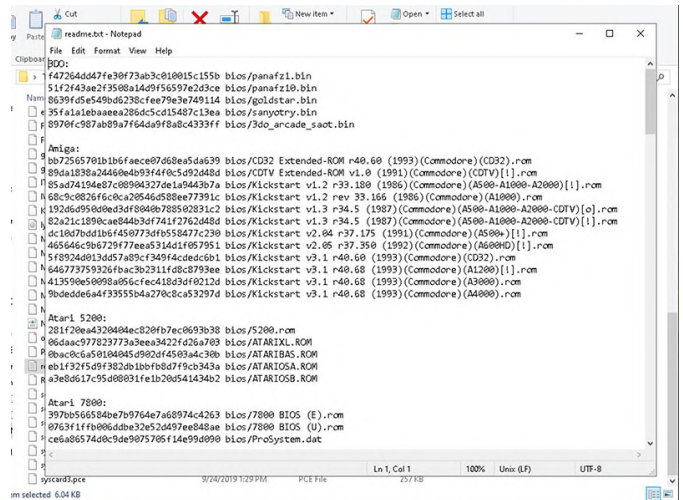 Cut
New item
Open
Select all
Paste
readme.txt - Notepad
File Edit Format View Help
3DO:
f47264dd47fe30f73ab3c010015c155b bios/panafz1.bin
51f2f43ae2f3508a14d9f56597e2d3ce bios/panafz10.bin
8639fd5e549bd6238cfee79e3e749114 bios/goldstar.bin
35fa1a1ebaaeea286dc5cd15487c13ea bios/sanyotry.bin
8970fc987ab89a7f64da9f8a8c4333ff bios/3do_arcade_saot.bin
Amiga:
bb72565701b1b6faece07d68ea5da639 bios/CD32 Extended-ROM r40.60 (1993)(Commodore)(CD32).rom
89da1838a24460e4b93f4f0c5d92d48d bios/CDTV Extended-ROM v1.0 (1991)(Commodore)(CDTV)[!].rom
85ad74194e87c08904327de1a9443b7a bios/Kickstart v1.2 r33.180 (1986)(Commodore)(A500-A1000-A2000)[!].rom
68c9c0826f6c0ca20546d588ee77391c bios/Kickstart v1.2 rev 33.166 (1986)(Commodore)(A1000).rom
192d6d950d0ed3df8040b788502831c2 bios/Kickstart v1.3 r34.5 (1987)(Commodore)(A500-A1000-A2000-CDTV)[o].rom
82a21c1890cae844b3df741f2762d48d bios/Kickstart v1.3 r34.5 (1987)(Commodore)(A500-A1000-A2000-CDTV)[!].rom
dc10d7bdd1b6f450773dfb558477c230 bios/Kickstart v2.04 r37.175 (1991)(Commodore)(A500+)[!].rom
465646c9b6729f77eea5314d1f057951 bios/Kickstart v2.05 r37.350 (1992)(Commodore)(A600HD)[!].rom
5f8924d013dd57a89cf349f4cdedc6b1 bios/Kickstart v3.1 r40.60 (1993)(Commodore)(CD32).rom
646773759326fbac3b2311fd8c8793ee bios/Kickstart v3.1 r40.68 (1993)(Commodore)(A1200)[!].rom
413590e50098a056cfec418d3df0212d bios/Kickstart v3.1 r40.68 (1993)(Commodore)(A3000).rom
9bdedde6a4f33555b4a270c8ca53297d bios/Kickstart v3.1 r40.68 (1993)(Commodore)(A4000).rom
Atari 5200:
281f20ea4320404ec820fb7ec0693b38 bios/5200.rom
06daac977823773a3eea3422fd26a703 bios/ATARIXL.ROM
0bac0c6a50104045d902df4503a4c30b bios/ATARIBAS.ROM
eb1f32f5d9f382db1bbfb8d7f9cb343a bios/ATARIOSA.ROM
a3e8d617c95d08031fe1b20d541434b2 bios/ATARIOSB.ROM
Atari 7800:
397bb566584be7b9764e7a68974c4263 bios/7800 BIOS (E).rom
0763f1ffb006ddbe32e52d497ee848ae bios/7800 BIOS (U).rom
ce6a86574d0c9de9075705f14e99d090 bios/ProSystem.dat
Ln 1, Col 1 100% Unix (LF) UTF-8
syscard3.pce 9/24/2019 1:29 PM PCE File 257 KB
selected 6.04 KB